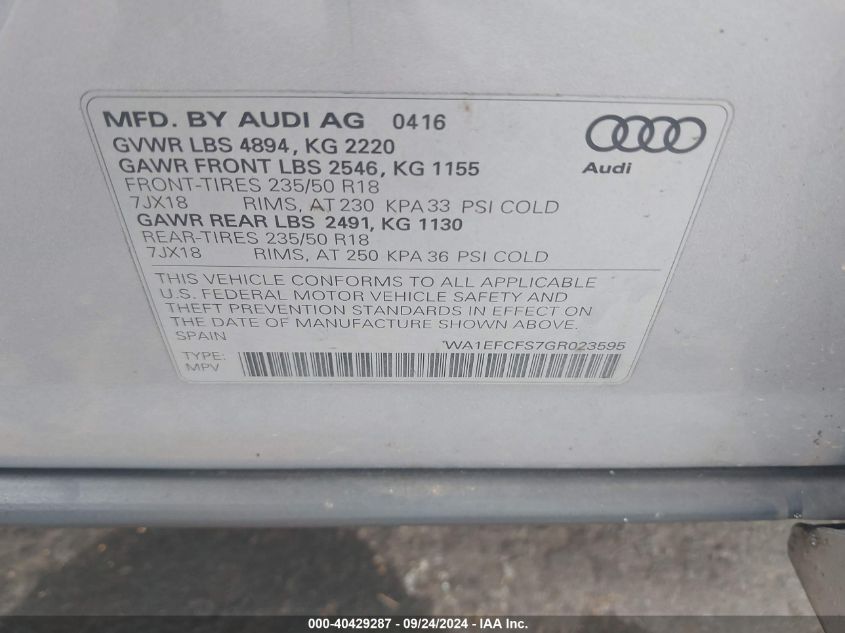 MFD. BY AUDI AG 0416
GVWR LBS 4894, KG 2220
GAWR FRONT LBS 2546, KG 1155
FRONT-TIRES 235/50 R18
7JX18 RIMS, AT 230 KPA 33 PSI COLD
GAWR REAR LBS 2491, KG 1130
REAR-TIRES 235/50 R18
7JX18 RIMS, AT 250 KPA 36 PSI COLD
Audi
THIS VEHICLE CONFORMS TO ALL APPLICABLE
U.S. FEDERAL MOTOR VEHICLE SAFETY AND
THEFT PREVENTION STANDARDS IN EFFECT ON
THE DATE OF MANUFACTURE SHOWN ABOVE.
SPAIN
WA1EFCFS7GR023595
TYPE:
MPV
000-40429287 - 09/24/2024 - IAA Inc.